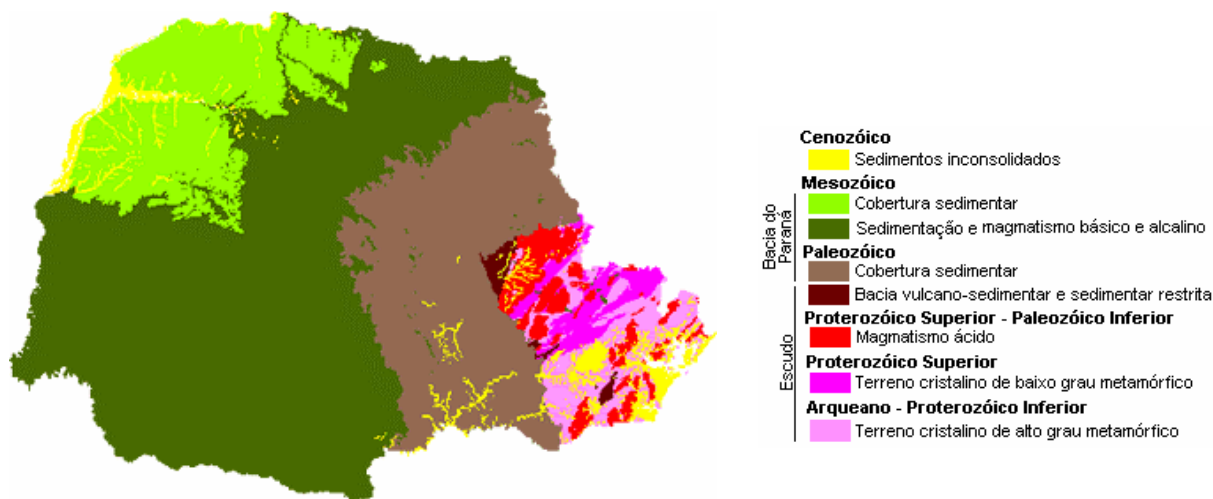 Cenozóico
Sedimentos inconsolidados
Mesozóico
Cobertura sedimentar
Sedimentação e magmatismo básico e alcalino
Paleozóico
Cobertura sedimentar
Bacia vulcano-sedimentar e sedimentar restrita
Proterozóico Superior - Paleozóico Inferior
Magmatismo ácido
Proterozóico Superior
Terreno cristalino de baixo grau metamórfico
Arqueano - Proterozóico Inferior
Terreno cristalino de alto grau metamórfico
Bacia do
Paraná
Escudo